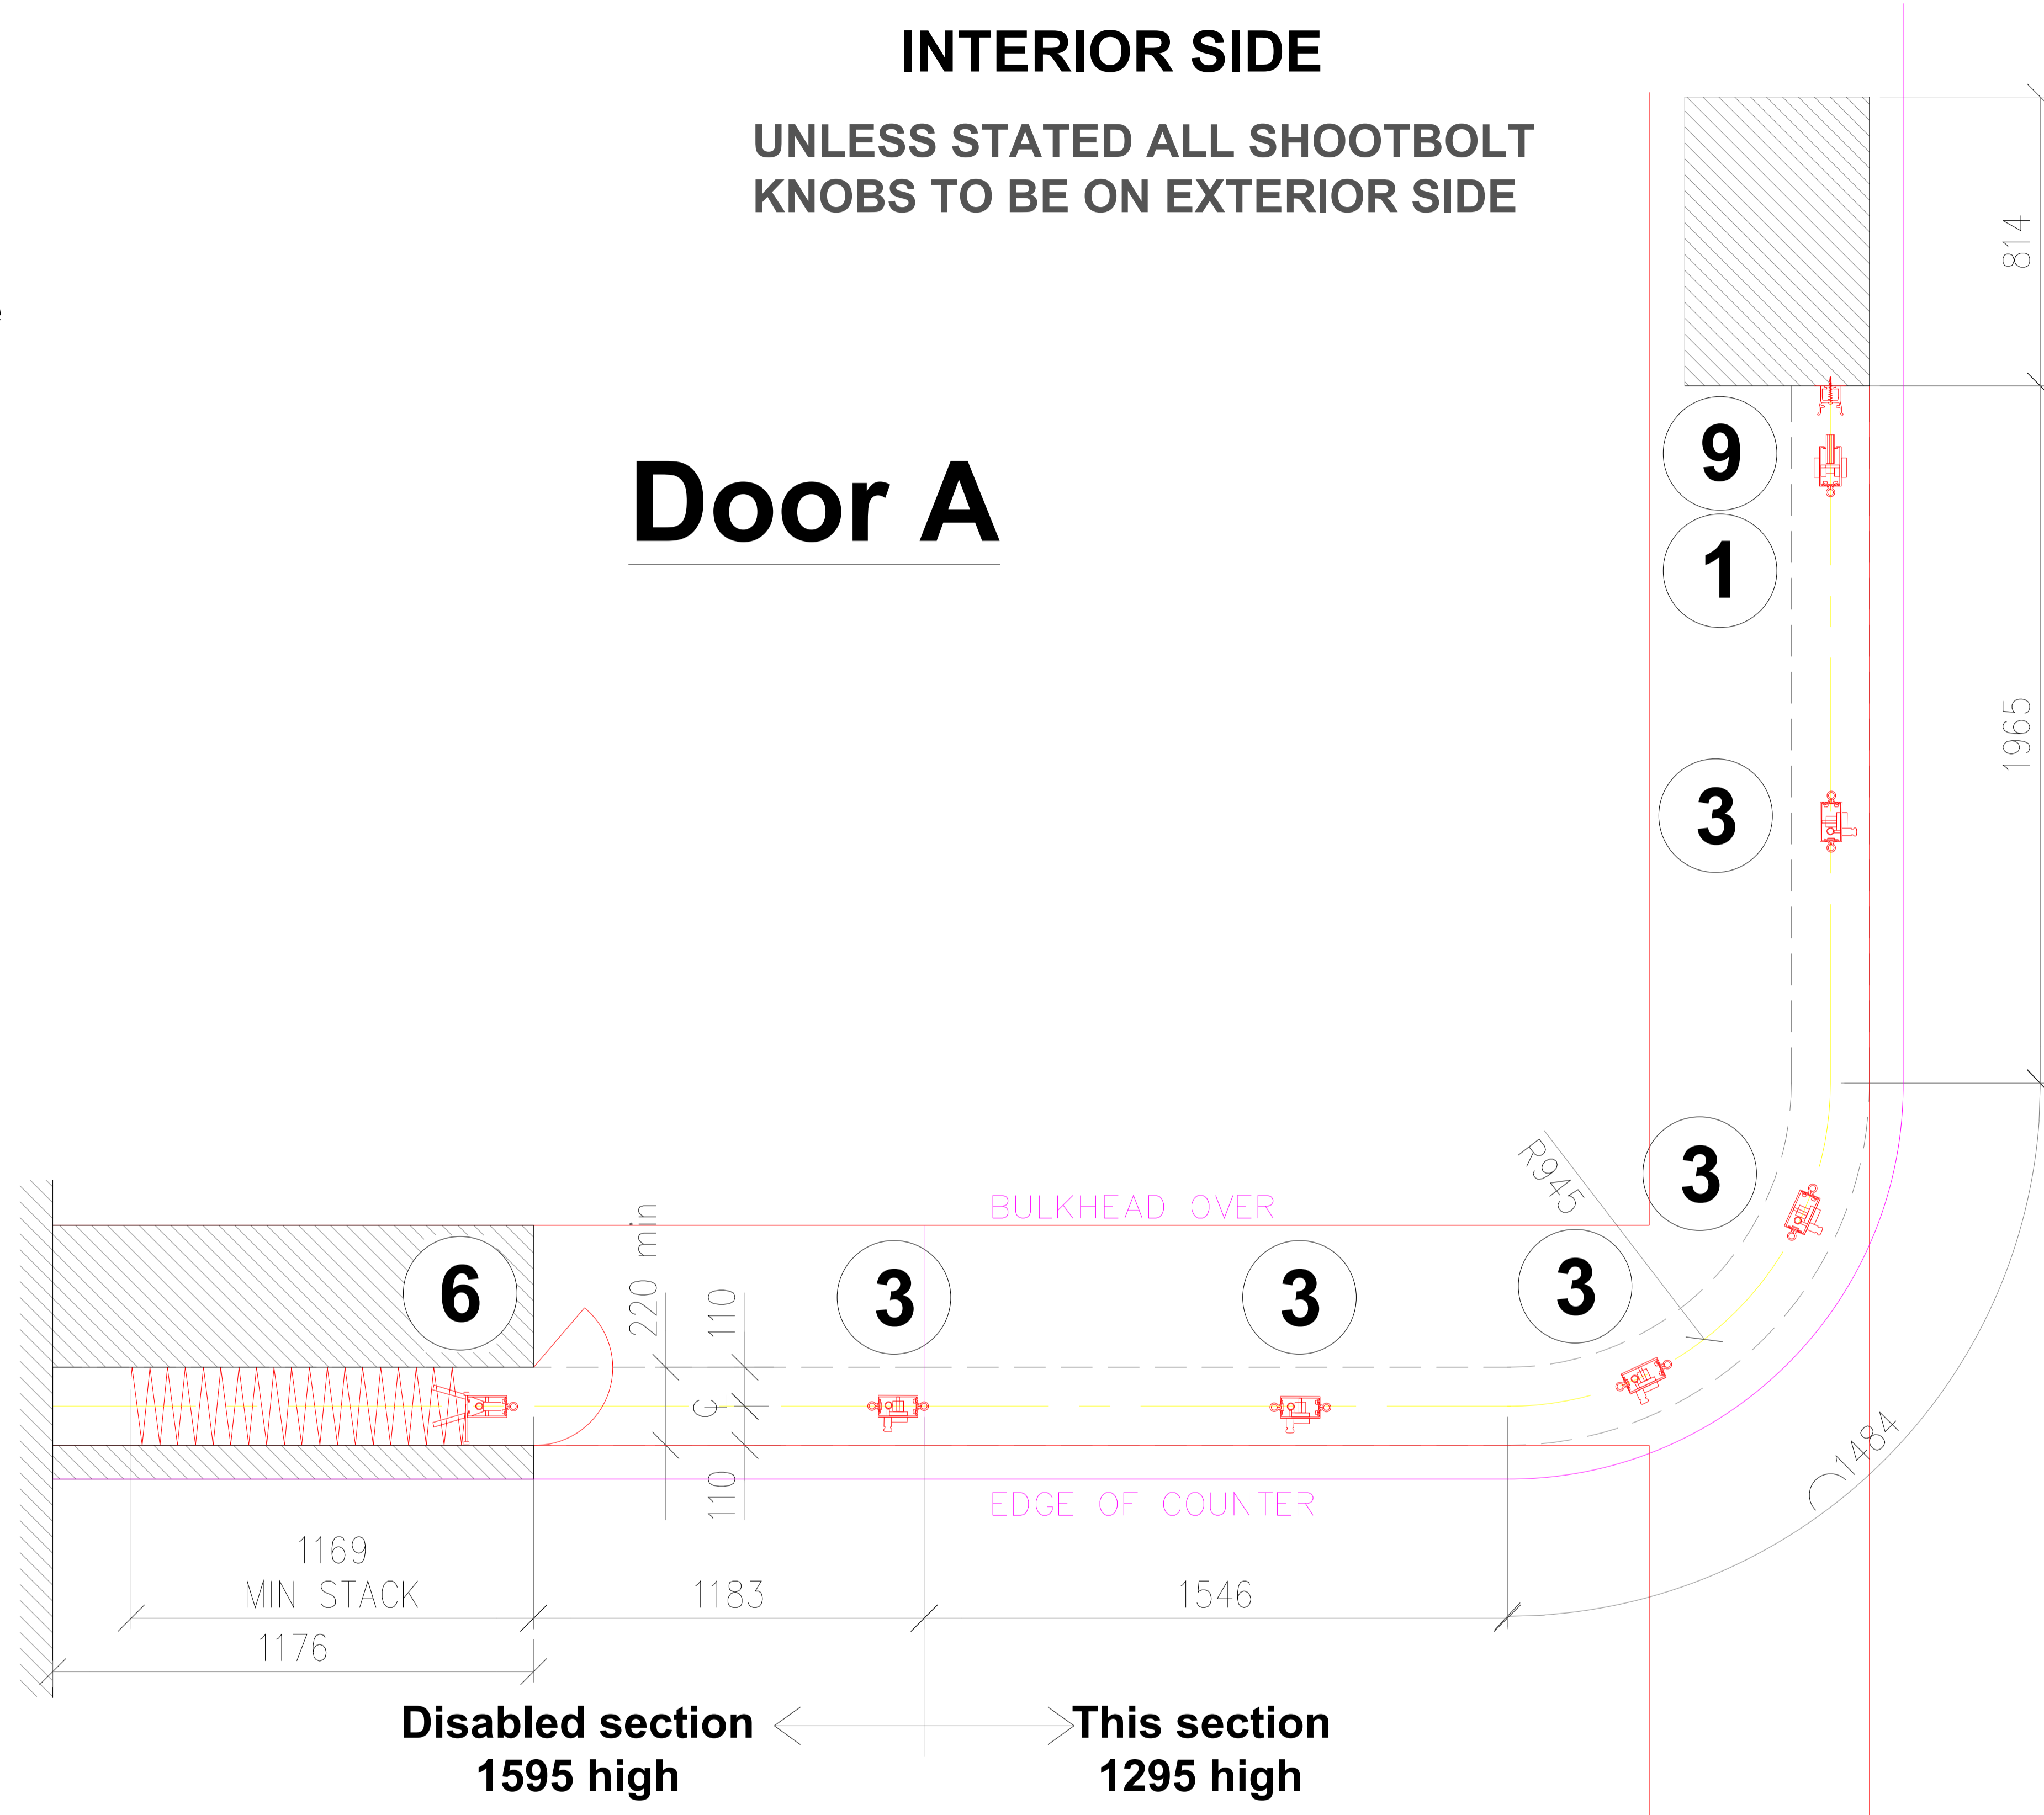 INTERIOR SIDE
UNLESS STATED ALL SHOOTBOLT
KNOBS TO BE ON EXTERIOR SIDE
814
Door A
9
1
1965
3
3
R945
BULKHEAD OVER
220 min
6
3
3
3
110
CL
110
1484
EDGE OF COUNTER
1169
MIN STACK
1183
1546
1176
Disabled section
1595 high
This section
1295 high